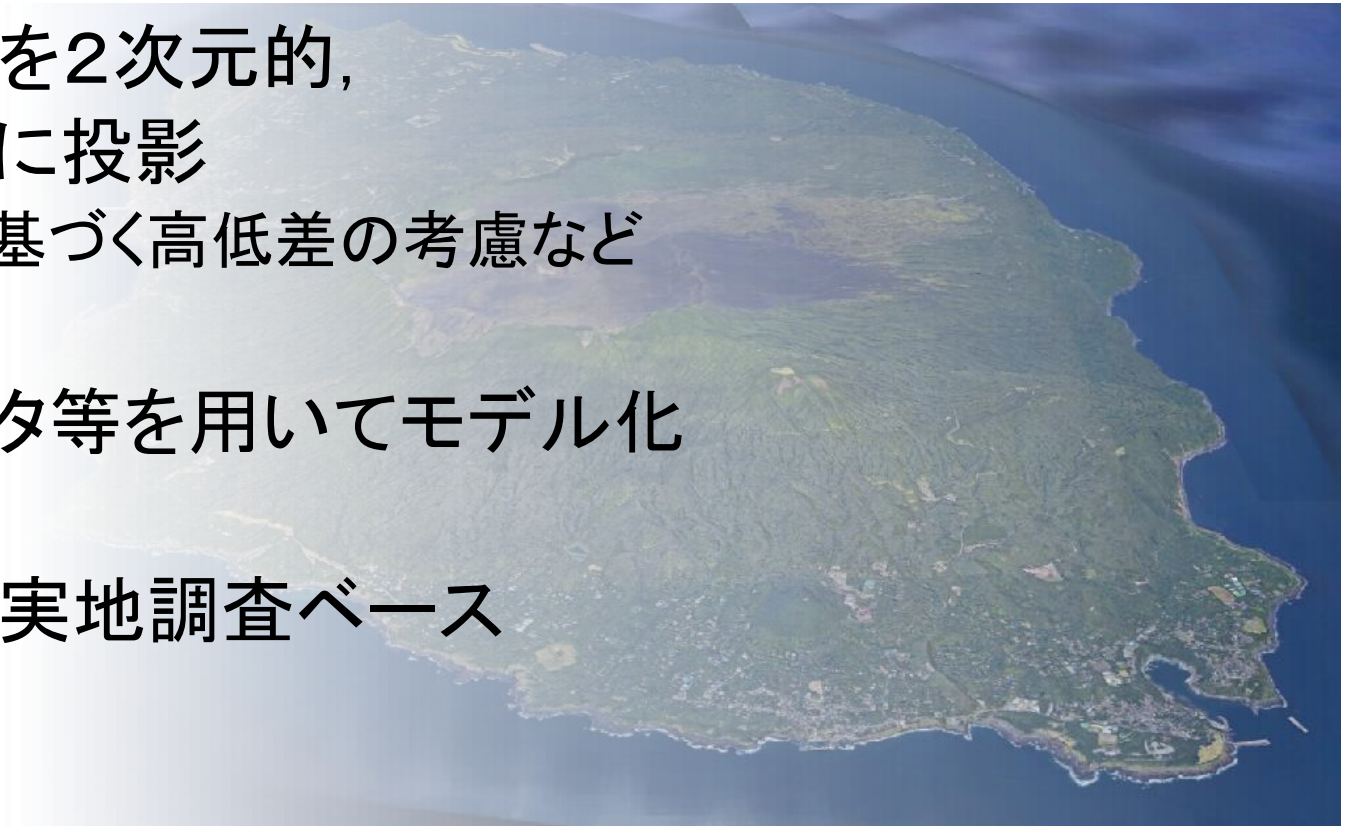 を２次元的,
に投影
基づく高低差の考慮など
タ等を用いてモデル化
実地調査ベース